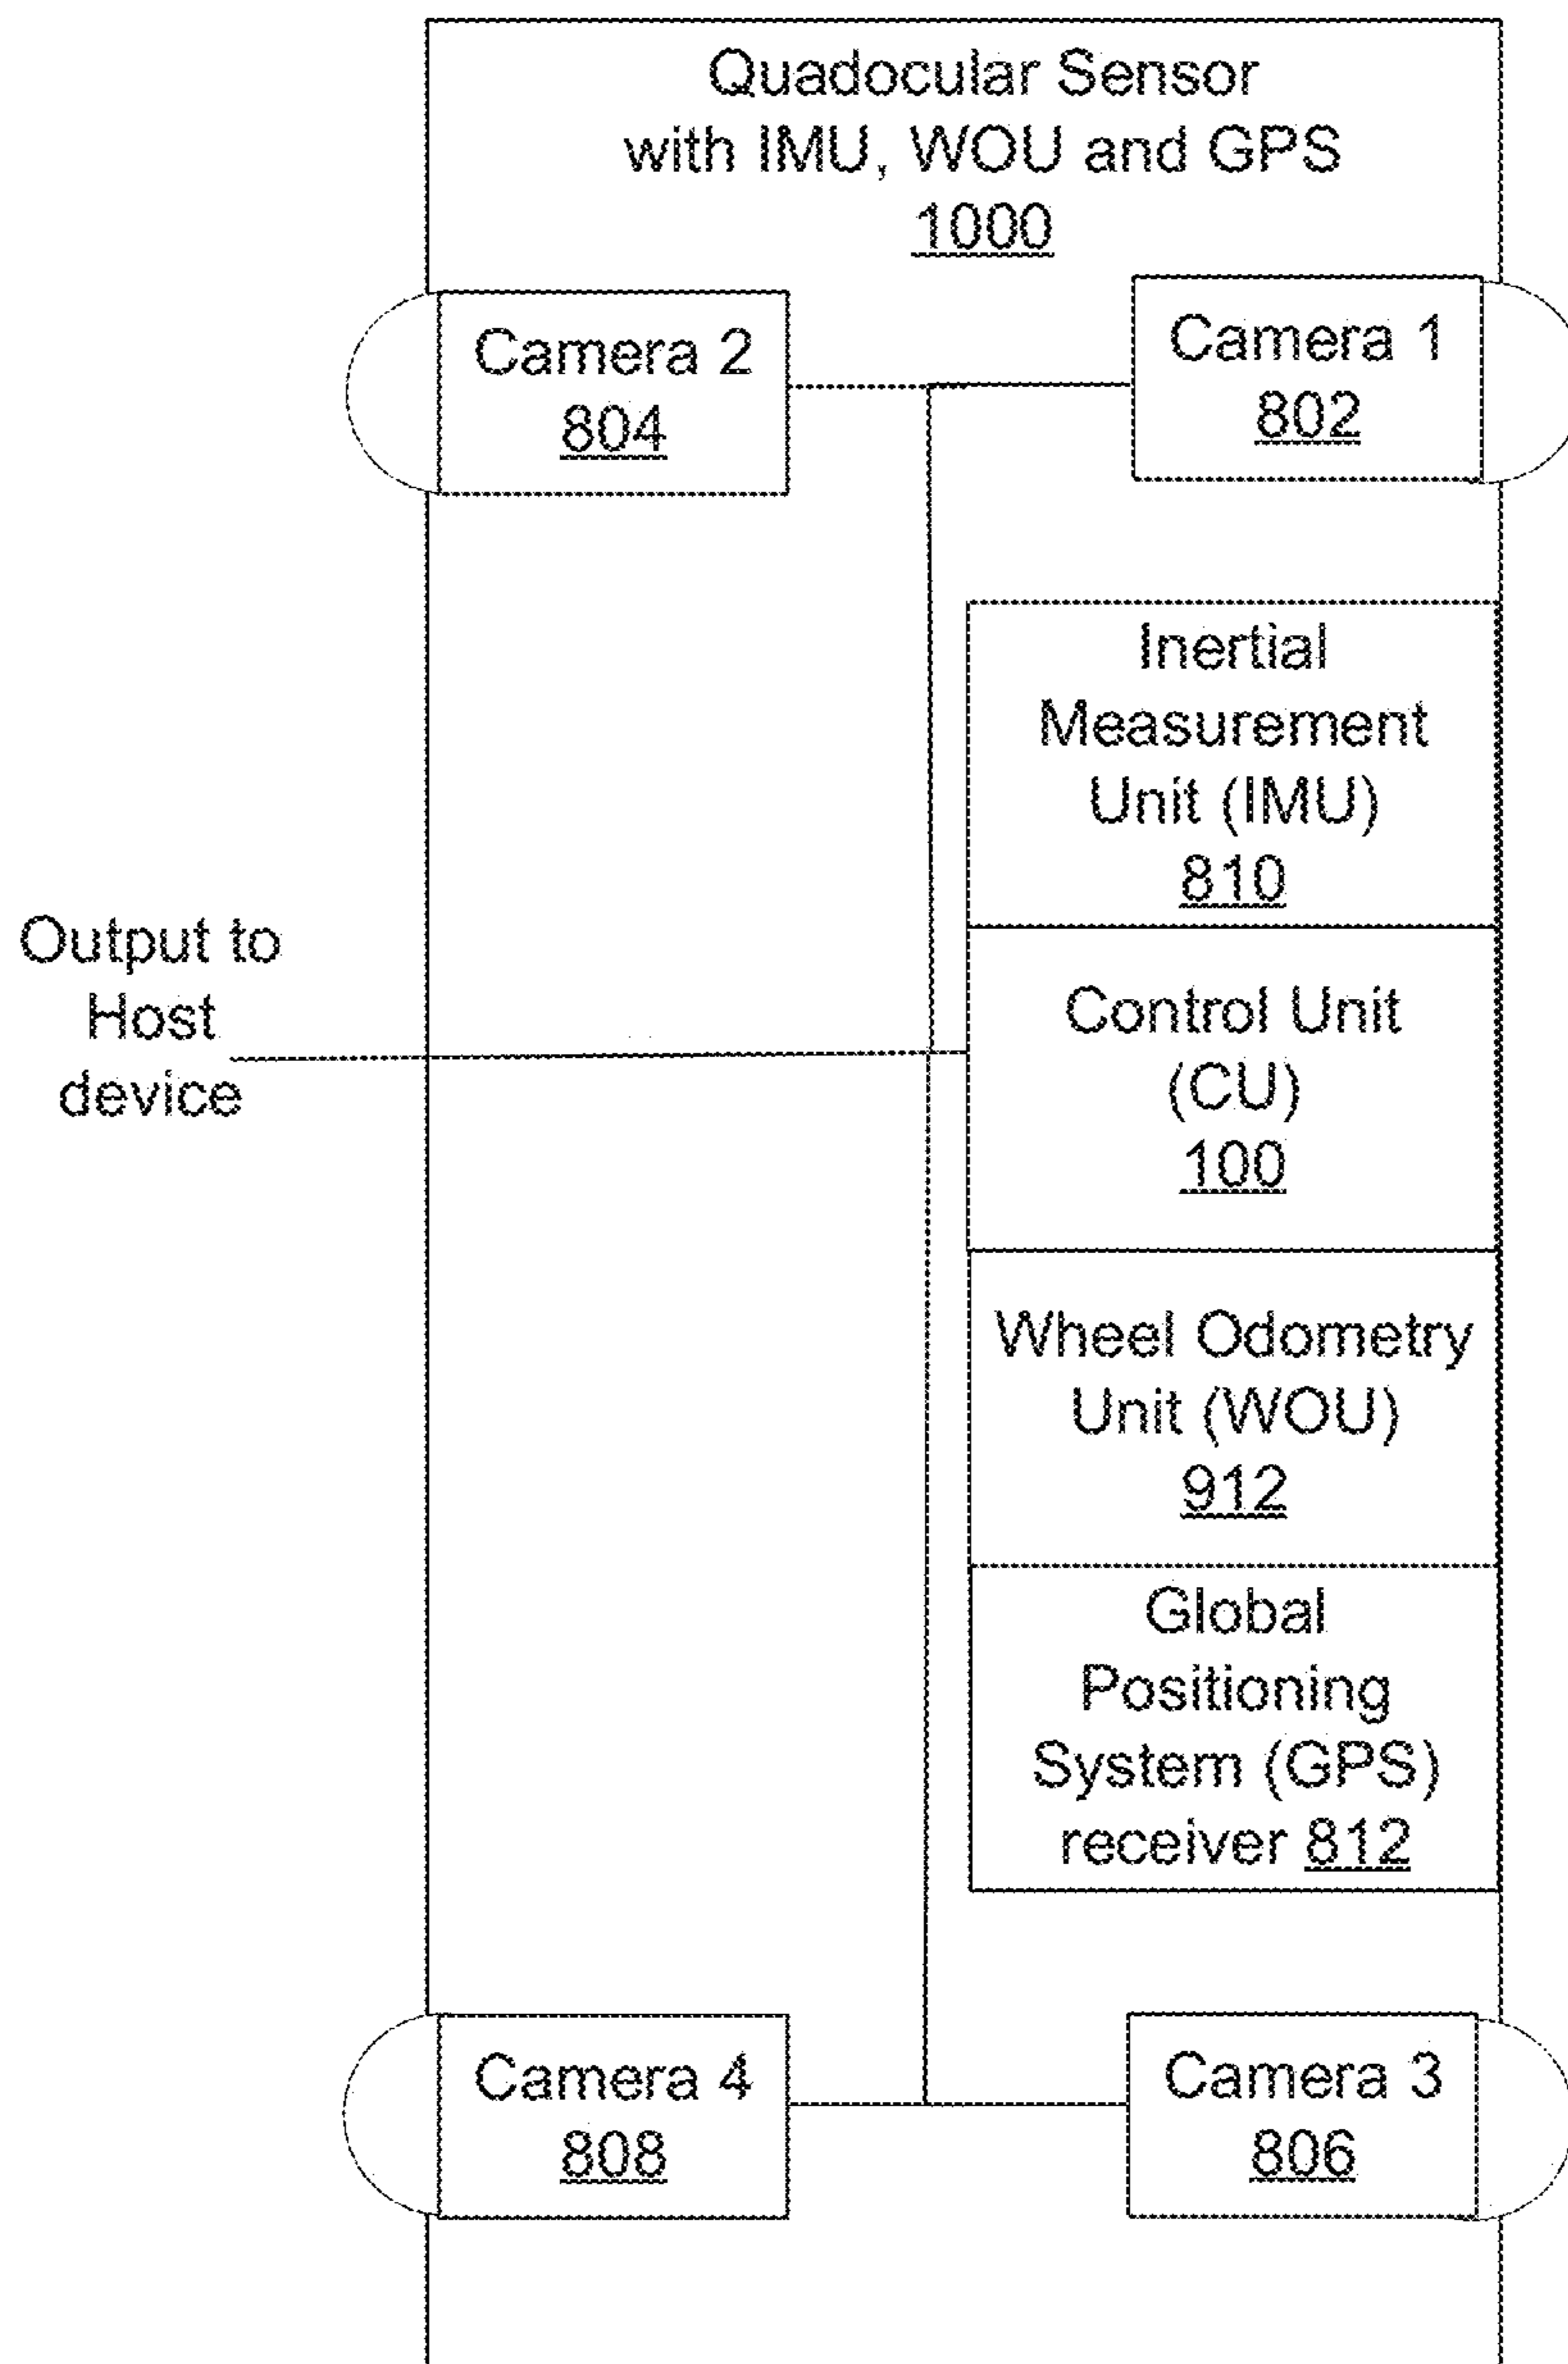 Quadocular Sensor
with IMU, WOU and GPS
1000
Camera 2
804
Camera 1
802
Inertial
Measurement
Unit (IMU)
810
Output to
Host
device
Control Unit
(CU)
100
Wheel Odometry
Unit (WOU)
912
Global
Positioning
System (GPS)
receiver 812
Camera 4
808
Camera 3
806